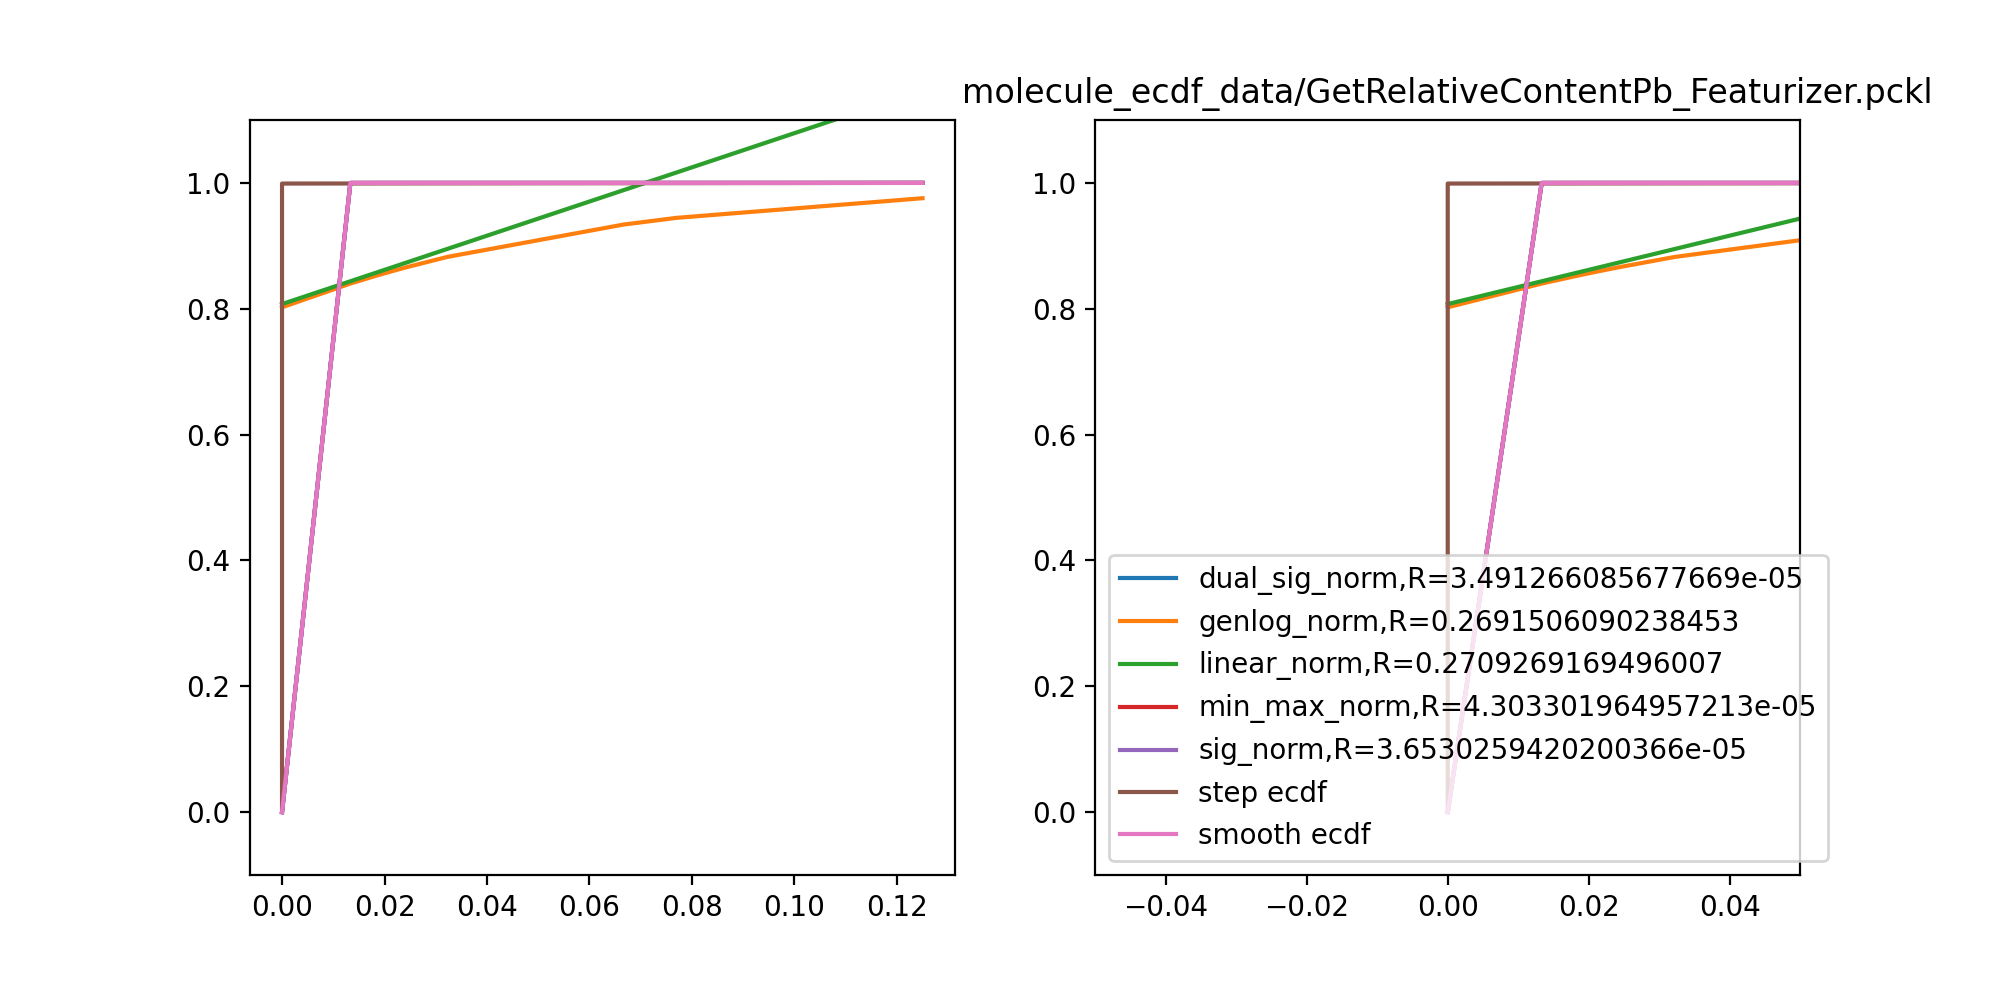 molecule_ecdf_data/GetRelativeContentPb_Featurizer.pckl
1.0
0.8
0.6
0.4
0.2
0.0
0.00 0.02 0.04 0.06 0.08 0.10 0.12
1.0
0.8
0.6
0.4
0.2
0.0
dual_sig_norm,R=3.491266085677669e-05
genlog_norm,R=0.2691506090238453
linear_norm,R=0.2709269169496007
min_max_norm,R=4.303301964957213e-05
sig_norm,R=3.6530259420200366e-05
step ecdf
smooth ecdf
−0.04 −0.02 0.00 0.02 0.04